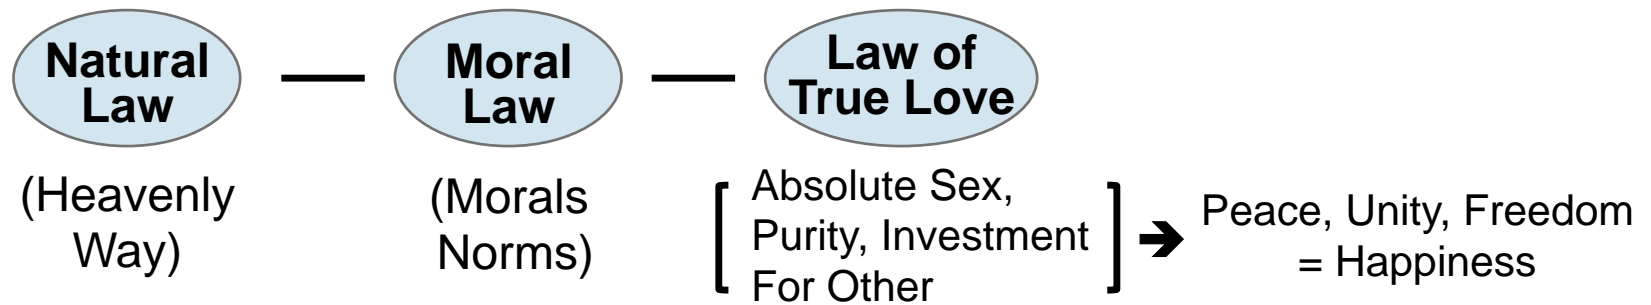 Natural
Law
Moral
Law
Law of
True Love
(Heavenly
Way)
(Morals
Norms)
Absolute Sex,
Purity, Investment
For Other
Peace, Unity, Freedom
= Happiness